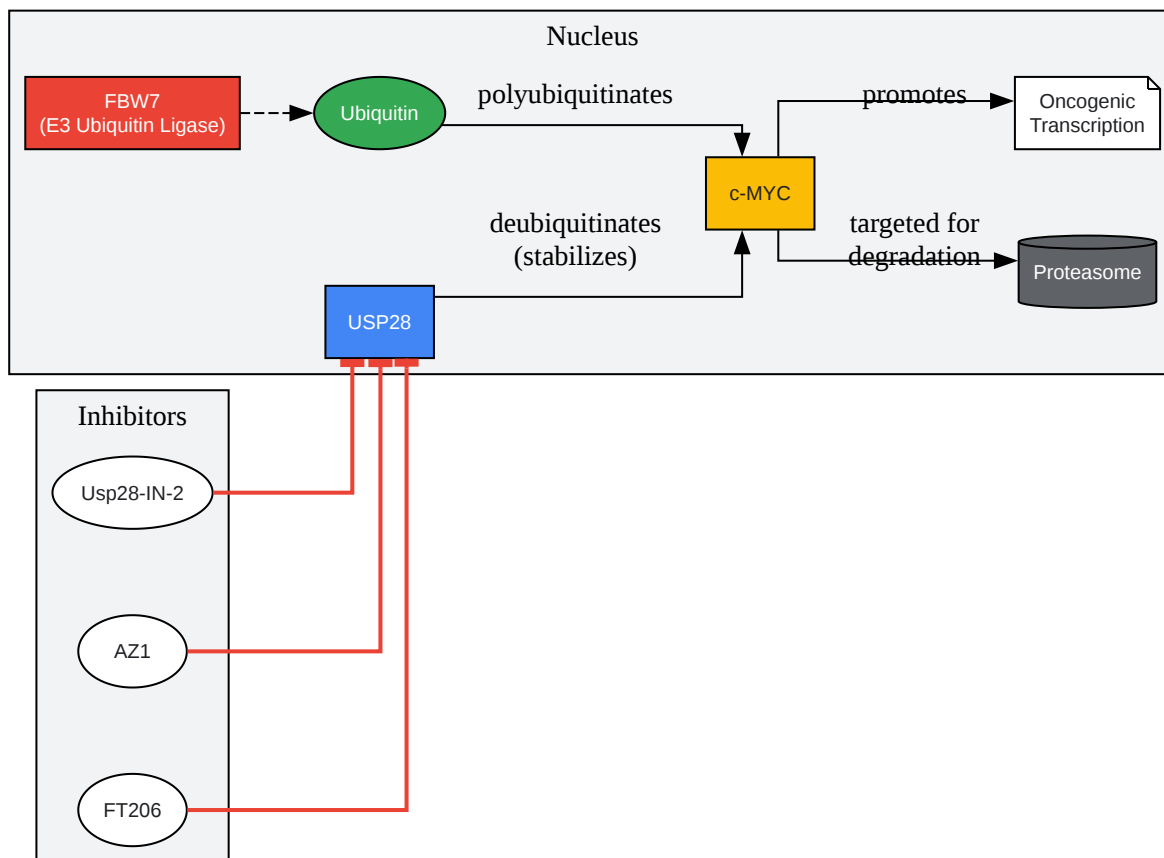 Nucleus
FBW7
(E3 Ubiquitin Ligase)
Ubiquitin
polyubiquitinates
promotes
Oncogenic
Transcription
c-MYC
deubiquitinates
(stabilizes)
targeted for
degradation
Proteasome
USP28
Inhibitors
Usp28-IN-2
AZ1
FT206